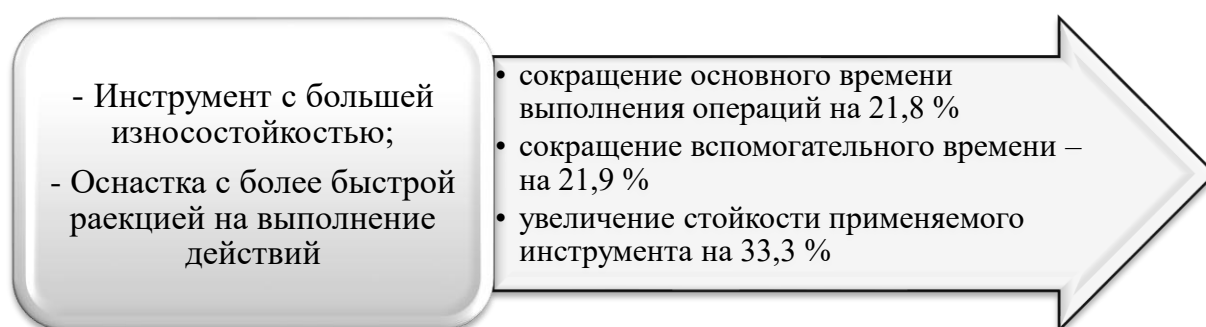 - Инструмент с большей
износостойкостью;
- Оснастка с более быстрой
раекцией на выполнение
действий
• сокращение основного времени
выполнения операций на 21,8 %
• сокращение вспомогательного времени –
на 21,9 %
• увеличение стойкости применяемого
инструмента на 33,3 %